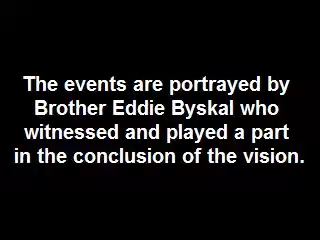 The events are portrayed by
Brother Eddie Byskal who
witnessed and played a part
in the conclusion of the vision.